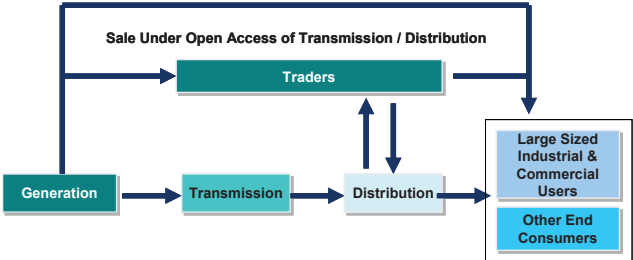 Sale Under Open Access of Transmission / Distribution
Traders
Generation
Transmission
Distribution
Large Sized
Industrial &
Commercial
Users
Other End
Consumers